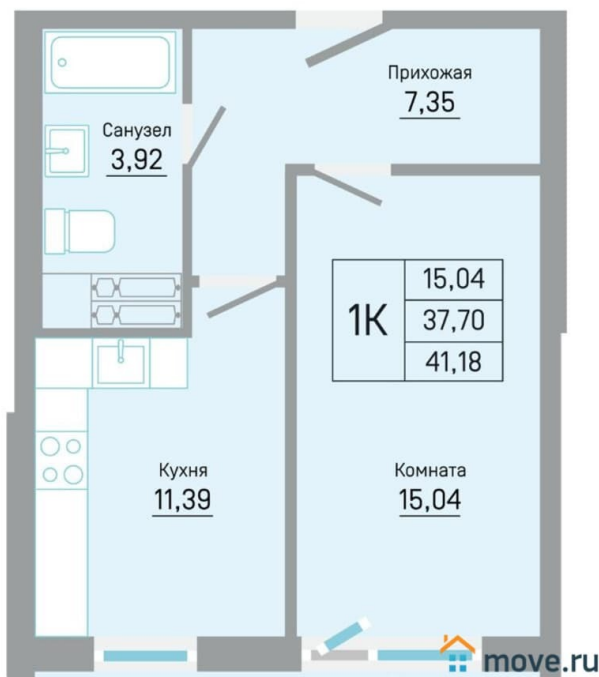 Прихожая
7,35
Санузел
3,92
1К
15,04
37,70
41,18
Кухня
11,39
Комната
15,04
move.ru